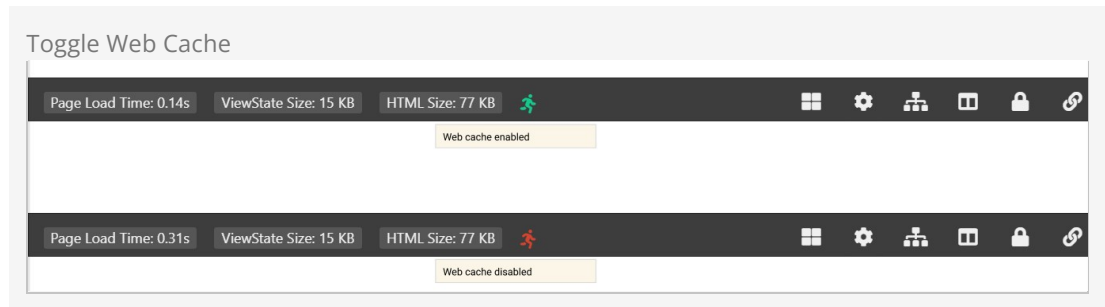 Toggle Web Cache
Page Load Time: 0.14s ViewState Size: 15 KB HTML Size: 77 KB
Web cache enabled
Page Load Time: 0.31s ViewState Size: 15 KB HTML Size: 77 KB
Web cache disabled